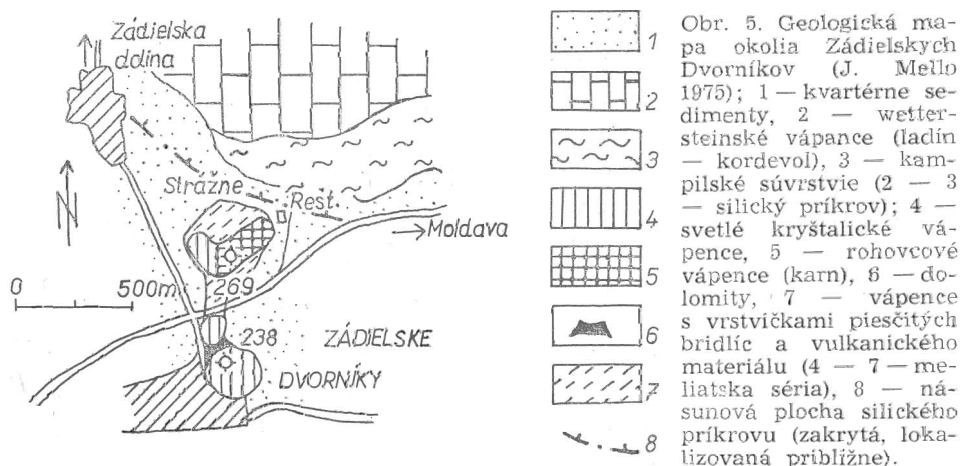 Zádielska
dolina
N
Strážne
Rešt.
Moldava
0 500m
269
238
ZÁDIELSKE
DVORNÍKY
1
2
3
4
5
6
7
8
Obr. 5. Geologická ma-
pa okolia Zádielskych
Dvorníkov (J. Mello
1975); 1 — kvartérne se-
dimenty, 2 — wetter-
steinské vápance (ladín
— kordevol), 3 — kam-
pilské súvrstvie (2 — 3
— silický príkrov); 4 —
svetlé kryštalické vá-
pence, 5 — rohovcové
vápence (karn), 6 — do-
lomity, 7 — vápence
s vrstvičkami piesčitých
bridlíc a vulkanického
materiálu (4 — 7 — me-
liatska séria), 8 — ná-
sunová plocha silického
príkrovu (zakrytá, loka-
lizovaná približne).